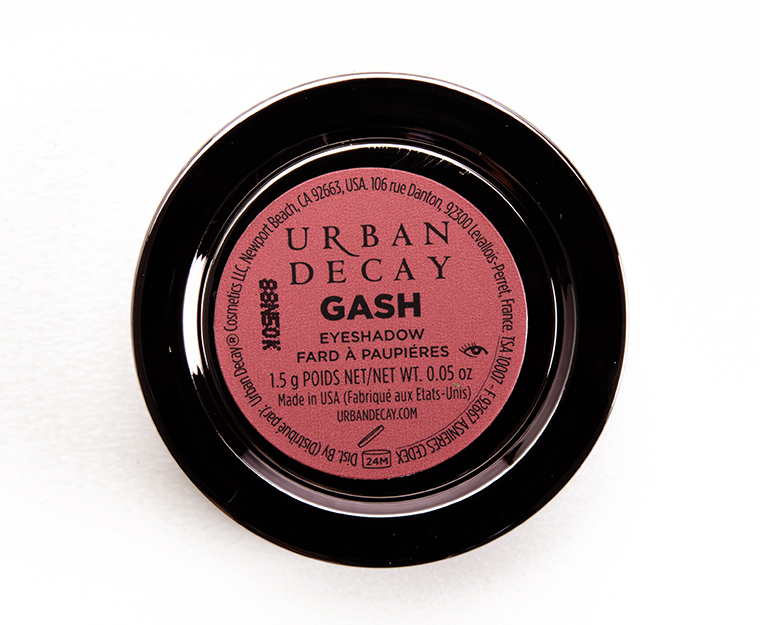 URBAN
DECAY
GASH
EYESHADOW
FARD À PAUPIÉRES
1.5 g POIDS NET/NET WT. 0.05 oz
Made in USA (Fabriqué aux Etats-Unis)
URBANDECAY.COM
24M
Dist. By (Distribué par). Urban Decay® Cosmetics LLC, Newport Beach, CA 92663, USA. 106 rue Danton, 92300 Levallois-Perret, France. TSA 10007 - F-92667 ASNIERES CEDEX